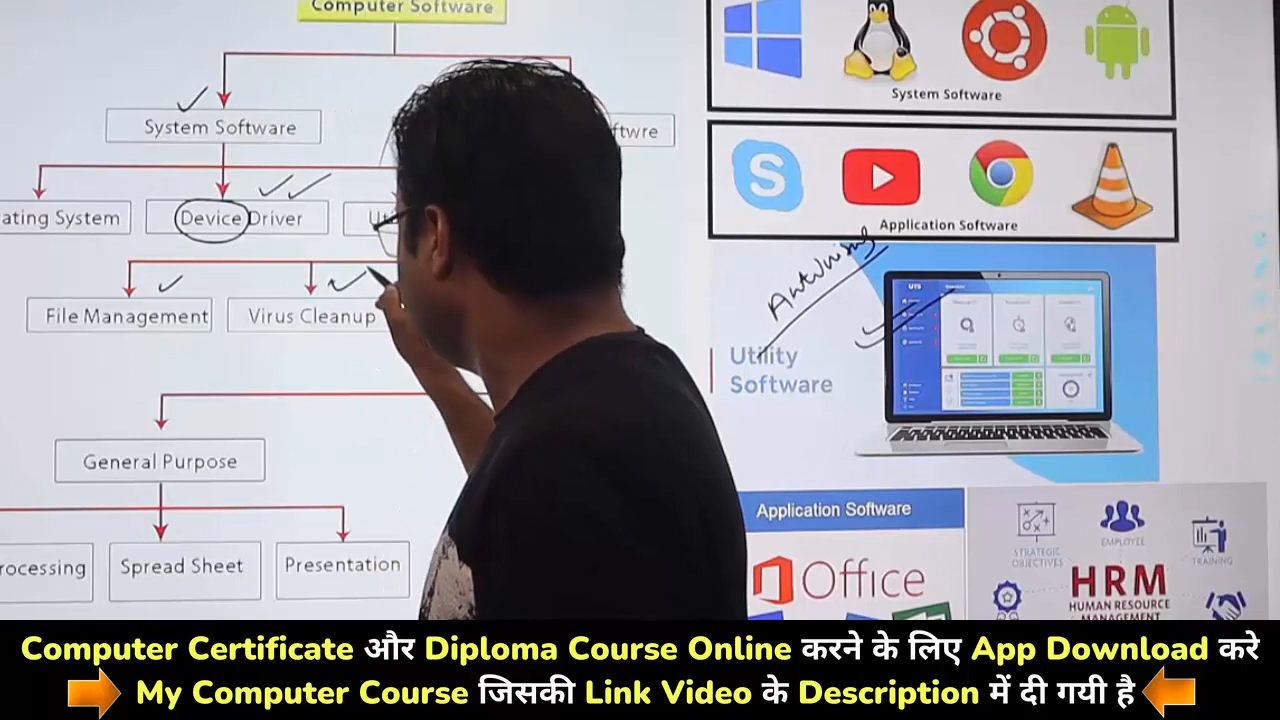 Computer Software
System Software
System Software
ftwre
ating System
Device Driver
Application Software
Antivirus
File Management
Virus Cleanup
Utility
Software
General Purpose
Application Software
rocessing
Spread Sheet
Presentation
Office
STRATEGIC
OBJECTIVES
EMPLOYEE
TRAINING
HRM
HUMAN RESOURCE
MANAGEMENT
Computer Certificate और Diploma Course Online करने के लिए App Download करे
My Computer Course जिसकी Link Video के Description में दी गयी है